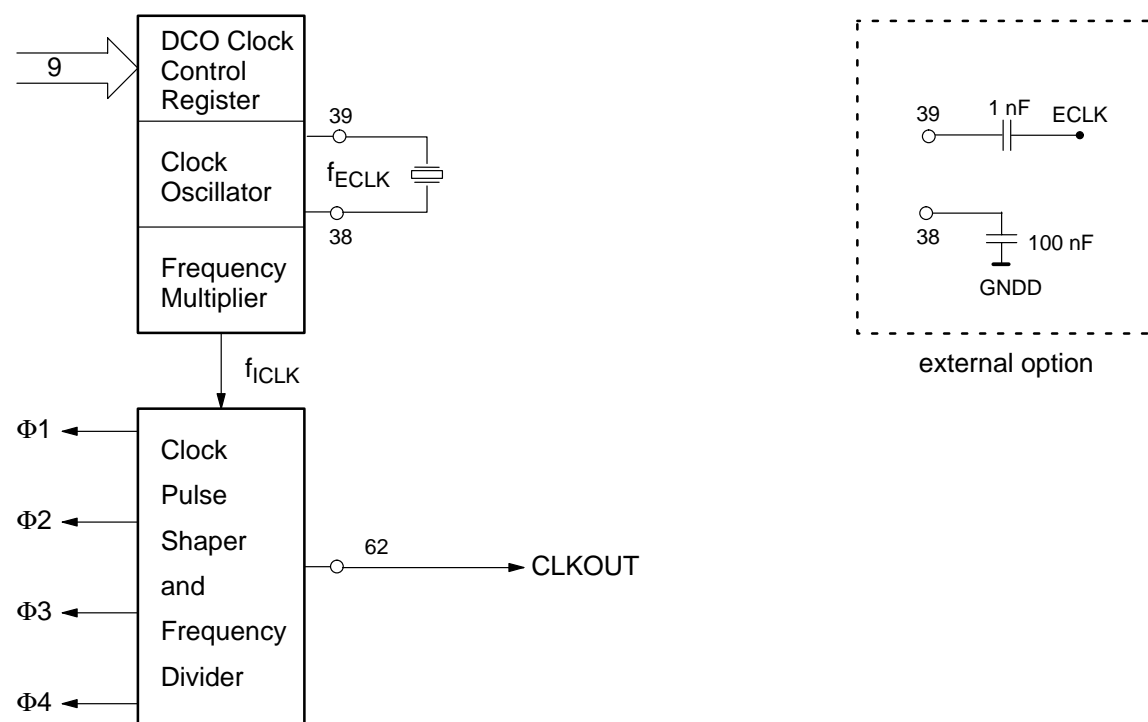 DCO Clock
Control
Register
9
39
Clock
Oscillator
fECLK
38
Frequency
Multiplier
fICLK
Φ1
Φ2
Φ3
Φ4
Clock
Pulse
Shaper
and
Frequency
Divider
62
CLKOUT
39
1 nF
ECLK
38
100 nF
GNDD
external option